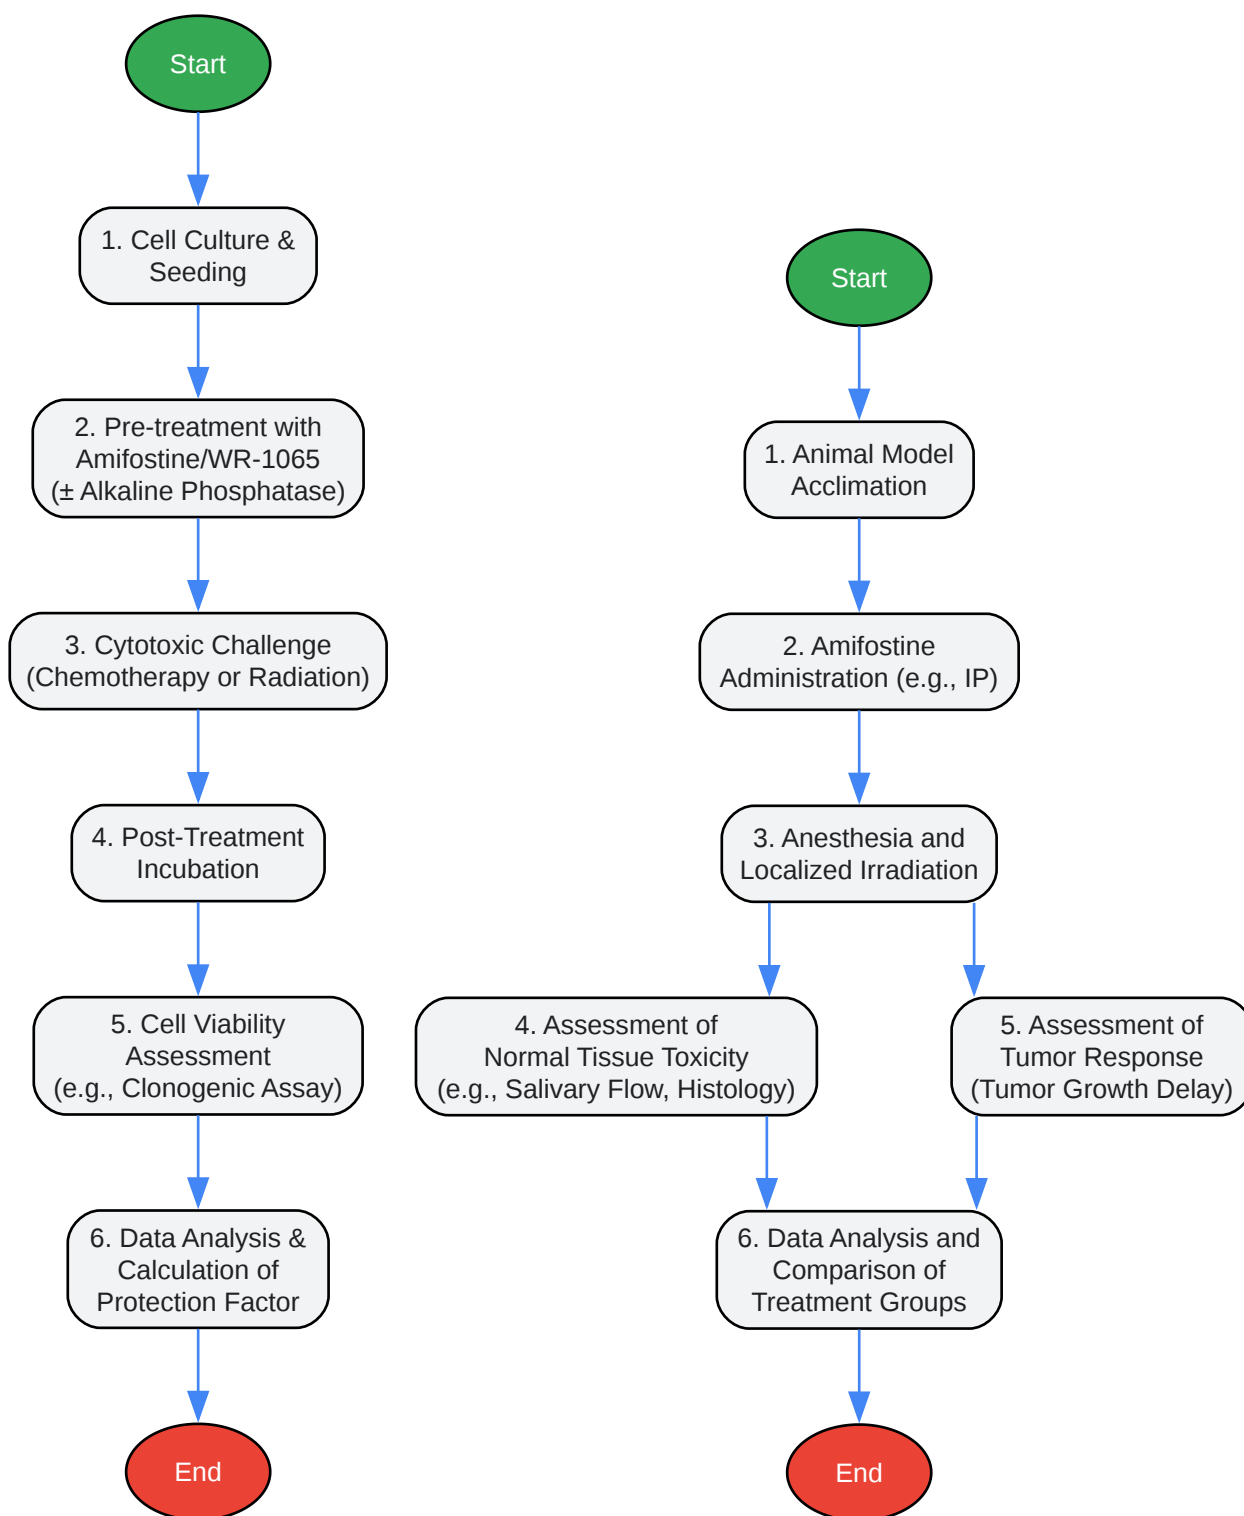 Start
1. Cell Culture &
Seeding
2. Pre-treatment with
Amifostine/WR-1065
(± Alkaline Phosphatase)
3. Cytotoxic Challenge
(Chemotherapy or Radiation)
4. Post-Treatment
Incubation
5. Cell Viability
Assessment
(e.g., Clonogenic Assay)
6. Data Analysis &
Calculation of
Protection Factor
End
Start
1. Animal Model
Acclimation
2. Amifostine
Administration (e.g., IP)
3. Anesthesia and
Localized Irradiation
4. Assessment of
Normal Tissue Toxicity
(e.g., Salivary Flow, Histology)
5. Assessment of
Tumor Response
(Tumor Growth Delay)
6. Data Analysis and
Comparison of
Treatment Groups
End